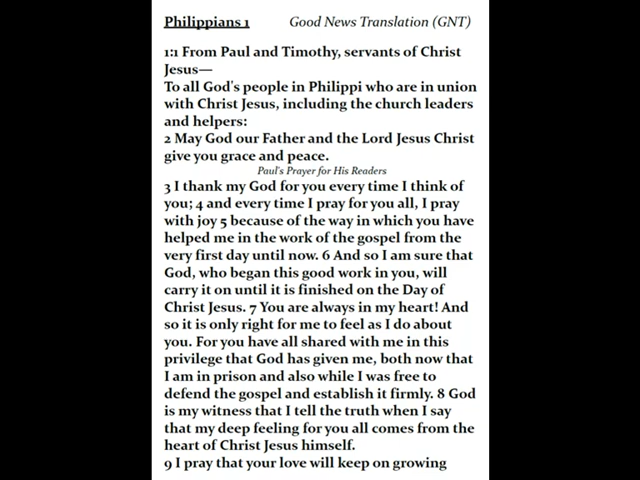 Philippians 1 Good News Translation (GNT)
1:1 From Paul and Timothy, servants of Christ
Jesus—
To all God's people in Philippi who are in union
with Christ Jesus, including the church leaders
and helpers:
2 May God our Father and the Lord Jesus Christ
give you grace and peace.
Paul's Prayer for His Readers
3 I thank my God for you every time I think of
you; 4 and every time I pray for you all, I pray
with joy 5 because of the way in which you have
helped me in the work of the gospel from the
very first day until now. 6 And so I am sure that
God, who began this good work in you, will
carry it on until it is finished on the Day of
Christ Jesus. 7 You are always in my heart! And
so it is only right for me to feel as I do about
you. For you have all shared with me in this
privilege that God has given me, both now that
I am in prison and also while I was free to
defend the gospel and establish it firmly. 8 God
is my witness that I tell the truth when I say
that my deep feeling for you all comes from the
heart of Christ Jesus himself.
9 I pray that your love will keep on growing